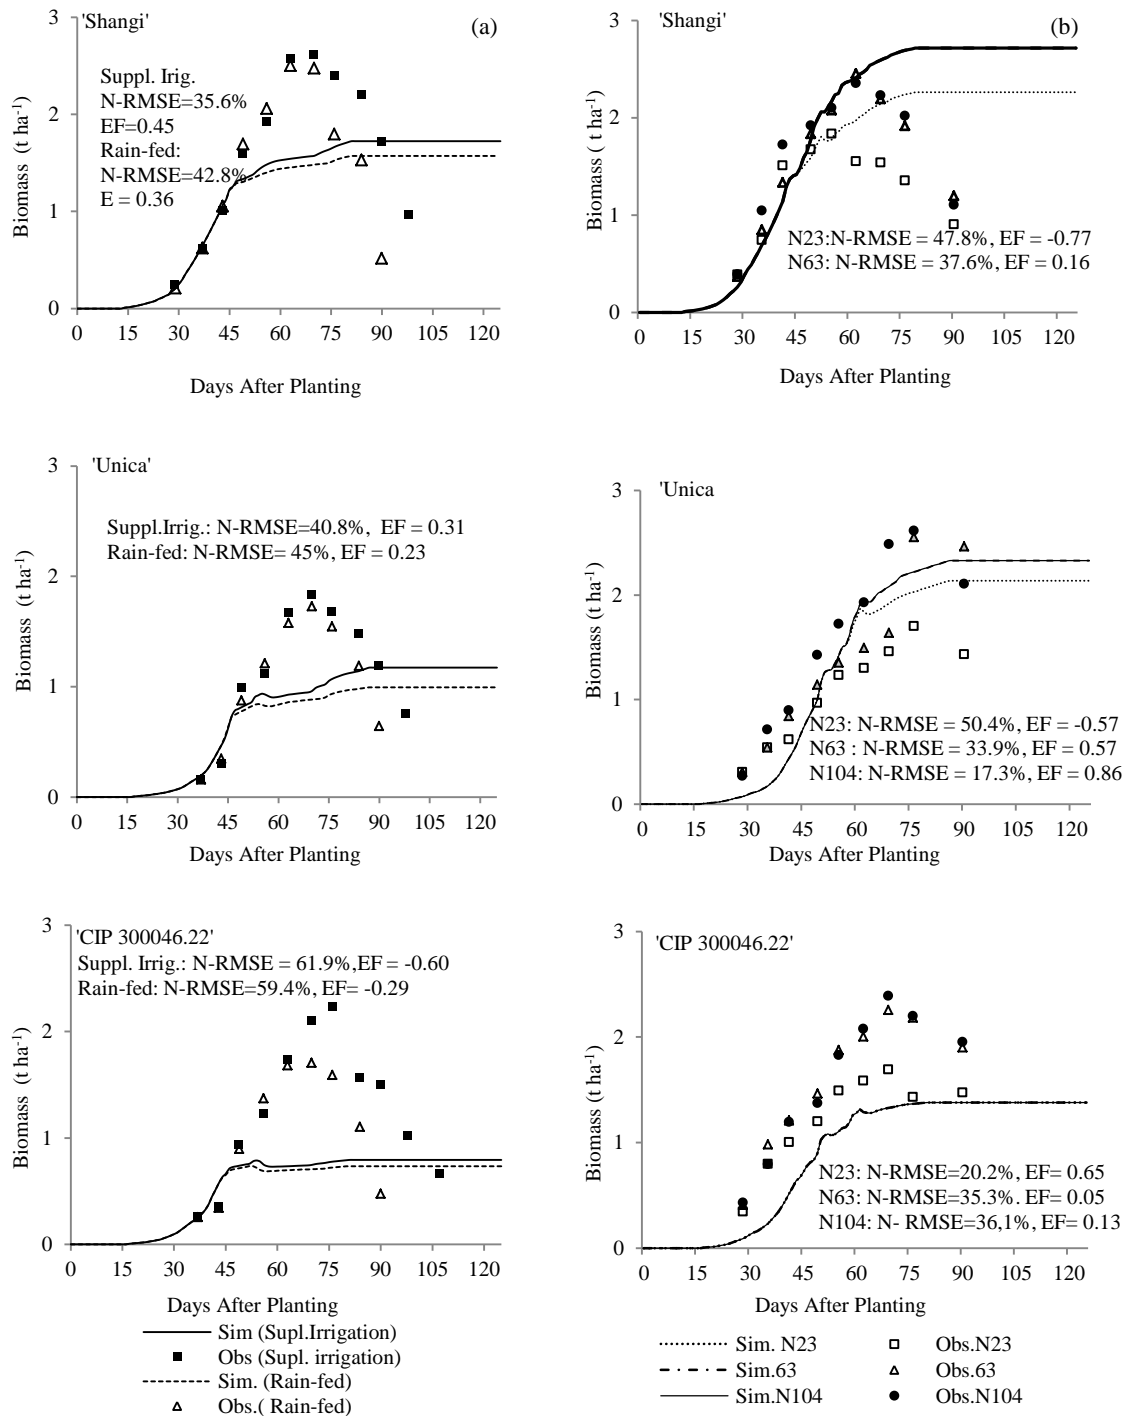 'Shangi'
(a)
Suppl. Irig.
N-RMSE=35.6%
EF=0.45
Rain-fed:
N-RMSE=42.8%
E = 0.36
Biomass (t ha-1)
3
2
1
0
0 15 30 45 60 75 90 105 120
Days After Planting
'Shangi'
(b)
N23:N-RMSE = 47.8%, EF = -0.77
N63: N-RMSE = 37.6%, EF = 0.16
Biomass ( t ha-1)
3
2
1
0
0 15 30 45 60 75 90 105 120
Days After Planting
'Unica'
Suppl.Irrig.: N-RMSE=40.8%, EF = 0.31
Rain-fed: N-RMSE= 45%, EF = 0.23
Biomass (t ha-1)
3
2
1
0
0 15 30 45 60 75 90 105 120
Days After Planting
'Unica
N23: N-RMSE = 50.4%, EF = -0.57
N63 : N-RMSE = 33.9%, EF = 0.57
N104: N-RMSE = 17.3%, EF = 0.86
Biomass (t ha-1)
3
2
1
0
0 15 30 45 60 75 90 105 120
Days After Planting
'CIP 300046.22'
Suppl. Irrig.: N-RMSE = 61.9%,EF = -0.60
Rain-fed: N-RMSE=59.4%, EF= -0.29
Biomass (t ha-1)
3
2
1
0
0 15 30 45 60 75 90 105 120
Days After Planting
Sim (Supl.Irrigation)
Obs (Supl. irrigation)
Sim. (Rain-fed)
Obs.( Rain-fed)
'CIP 300046.22'
N23: N-RMSE=20.2%, EF= 0.65
N63: N-RMSE=35.3%. EF= 0.05
N104: N- RMSE=36,1%, EF= 0.13
Biomass (t ha-1)
3
2
1
0
0 15 30 45 60 75 90 105 120
Days After Planting
Sim. N23 Obs.N23
Sim.63 Obs.63
Sim.N104 Obs.N104